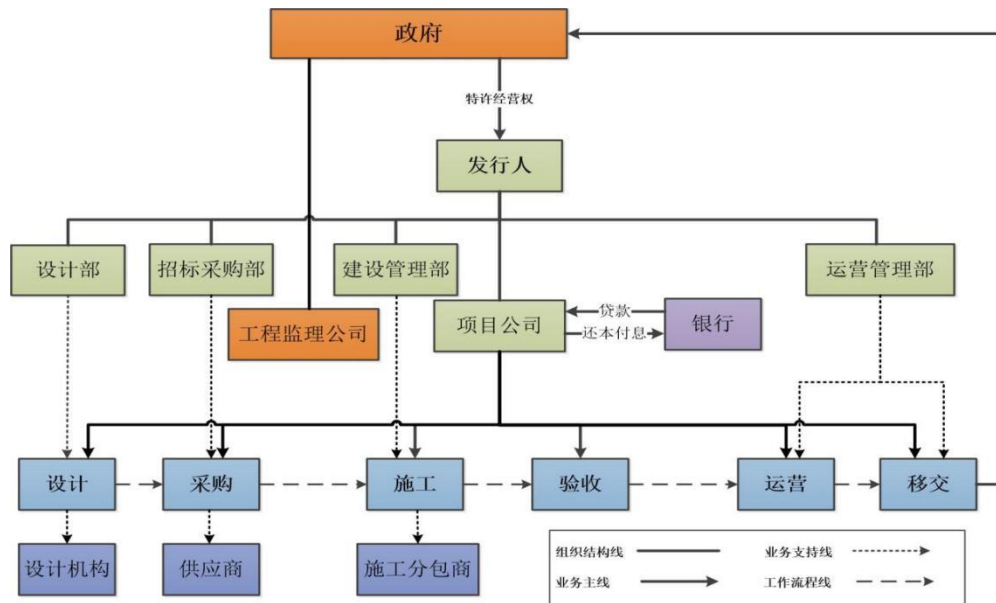 政府
特许经营权
发行人
设计部
招标采购部
建设管理部
运营管理部
工程监理公司
项目公司
贷款
还本付息
银行
设计
采购
施工
验收
运营
移交
设计机构
供应商
施工分包商
组织结构线
业务支持线
业务主线
工作流程线